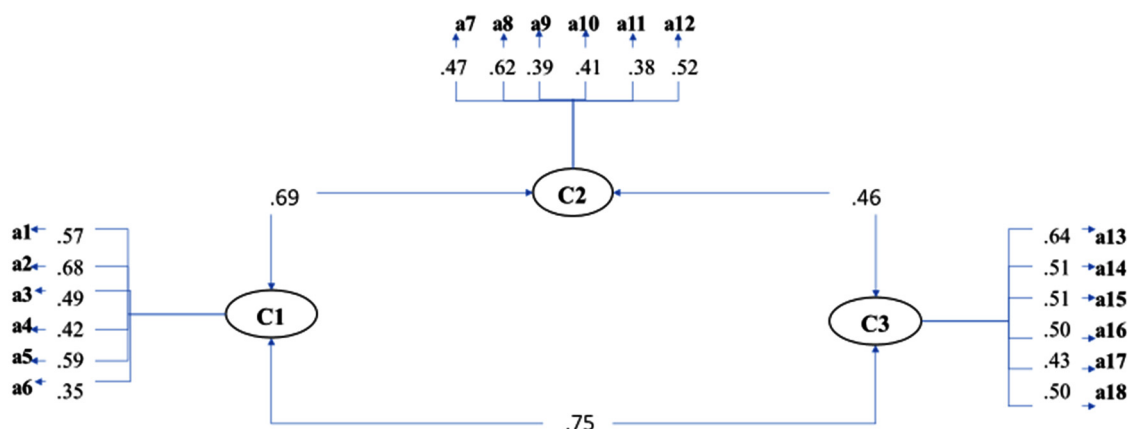 a7 a8 a9 a10 a11 a12
.47 .62 .39 .41 .38 .52
.69 C2 .46
a1 .57
a2 .68
a3 .49
a4 .42
a5 .59
a6 .35
C1
C3
.64 a13
.51 a14
.51 a15
.50 a16
.43 a17
.50 a18
.75